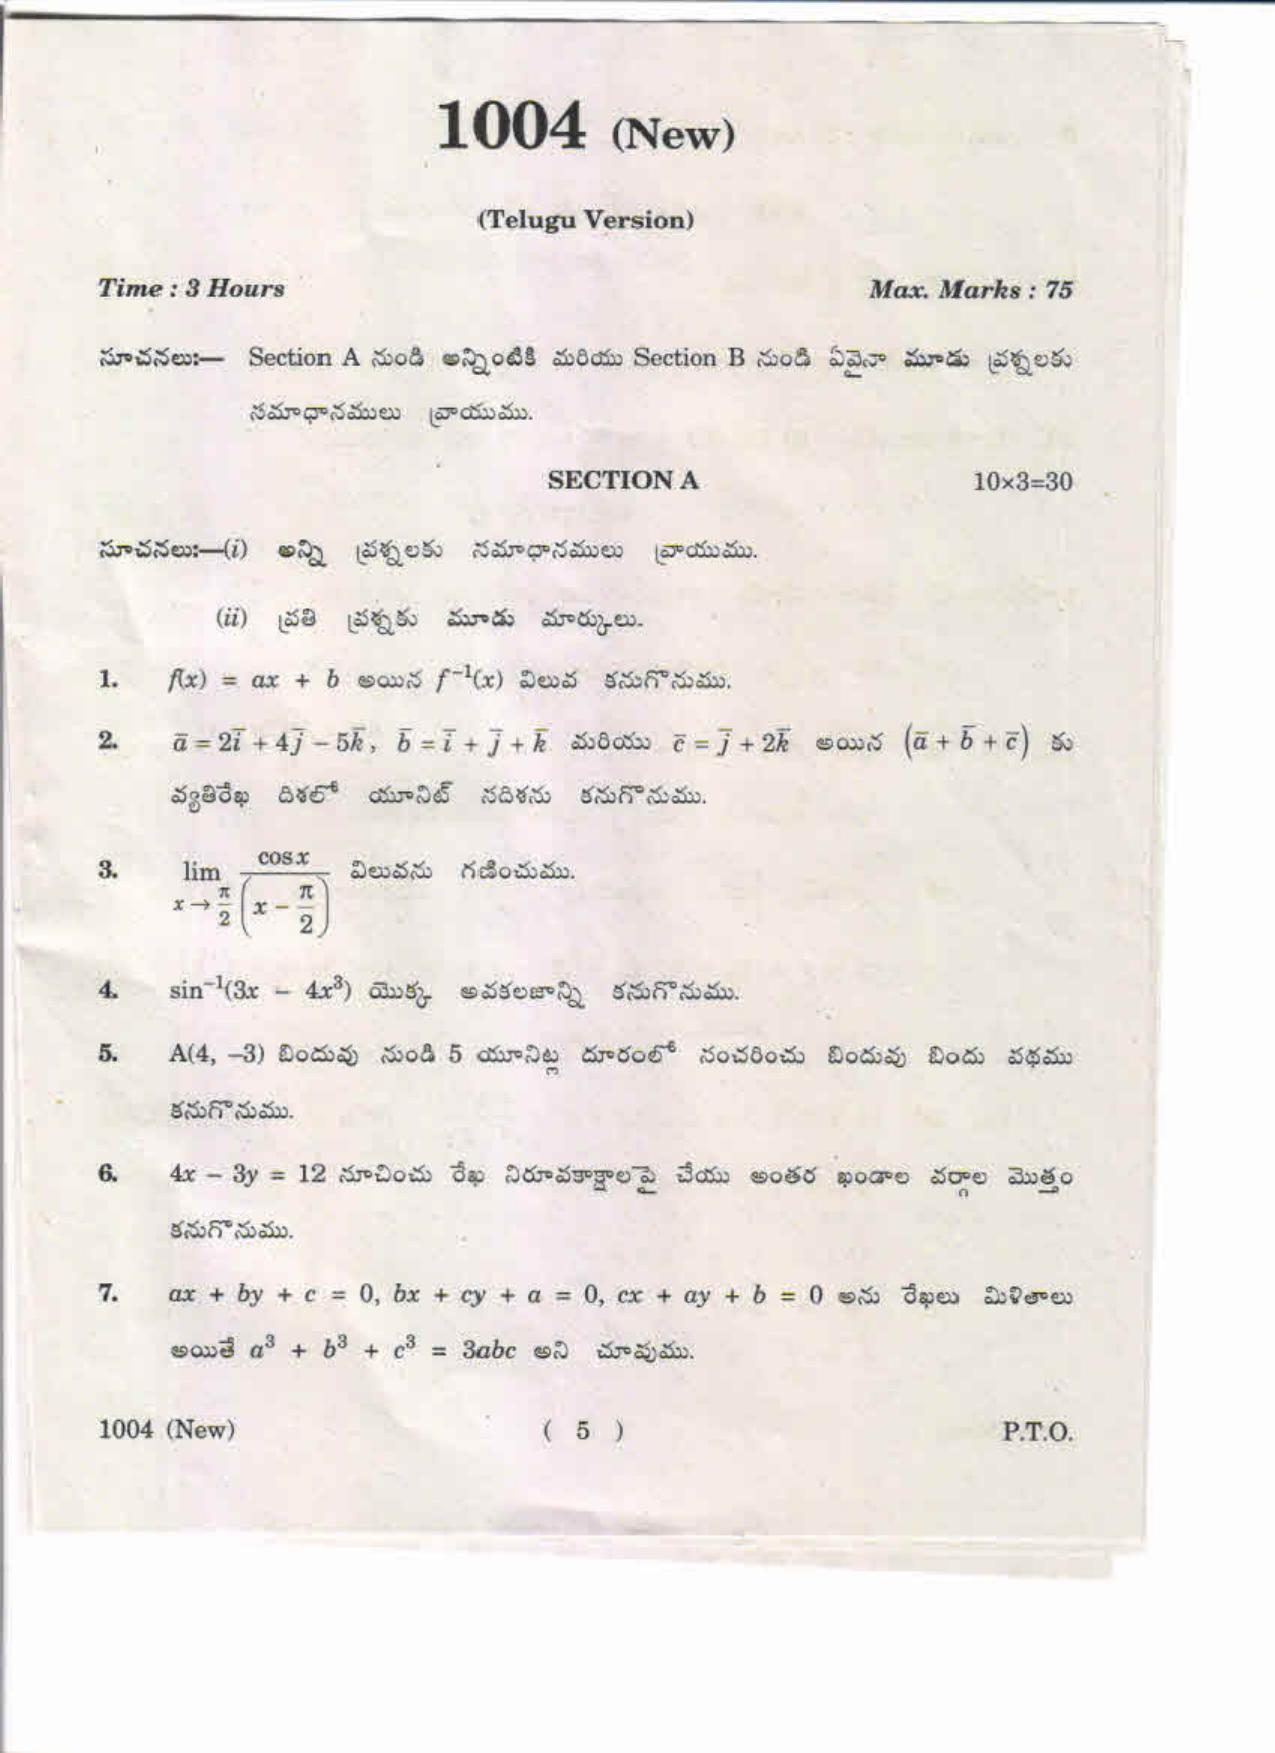 1004 (New)
(Telugu Version)
Time : 3 Hours Max. Marks : 75
సూచనలు:— Section A నుండి అన్నింటికి మరియు Section B నుండి ఏవైనా మూడు ప్రశ్నలకు
సమాధానములు వ్రాయుము.
SECTION A 10×3=30
సూచనలు:—(i) అన్ని ప్రశ్నలకు సమాధానములు వ్రాయుము.
(ii) ప్రతి ప్రశ్నకు మూడు మార్కులు.
1. f(x) = ax + b అయిన f⁻¹(x) విలువ కనుగొనుము.
2. a̅ = 2i̅ + 4j̅ − 5k̅, b̅ = i̅ + j̅ + k̅ మరియు c̅ = j̅ + 2k̅ అయిన (a̅ + b̅ + c̅) కు
వ్యతిరేఖ దిశలో యూనిట్ సదిశను కనుగొనుము.
3. lim x→π/2 cos x / (x − π/2) విలువను గణించుము.
4. sin⁻¹(3x − 4x³) యొక్క అవకలజాన్ని కనుగొనుము.
5. A(4, −3) బిందువు నుండి 5 యూనిట్ల దూరంలో సంచరించు బిందువు బిందు పథము
కనుగొనుము.
6. 4x − 3y = 12 సూచించు రేఖ నిరూపకాక్షాలపై చేయు అంతర ఖండాల వర్గాల మొత్తం
కనుగొనుము.
7. ax + by + c = 0, bx + cy + a = 0, cx + ay + b = 0 అను రేఖలు మిళితాలు
అయితే a³ + b³ + c³ = 3abc అని చూపుము.
1004 (New) ( 5 ) P.T.O.